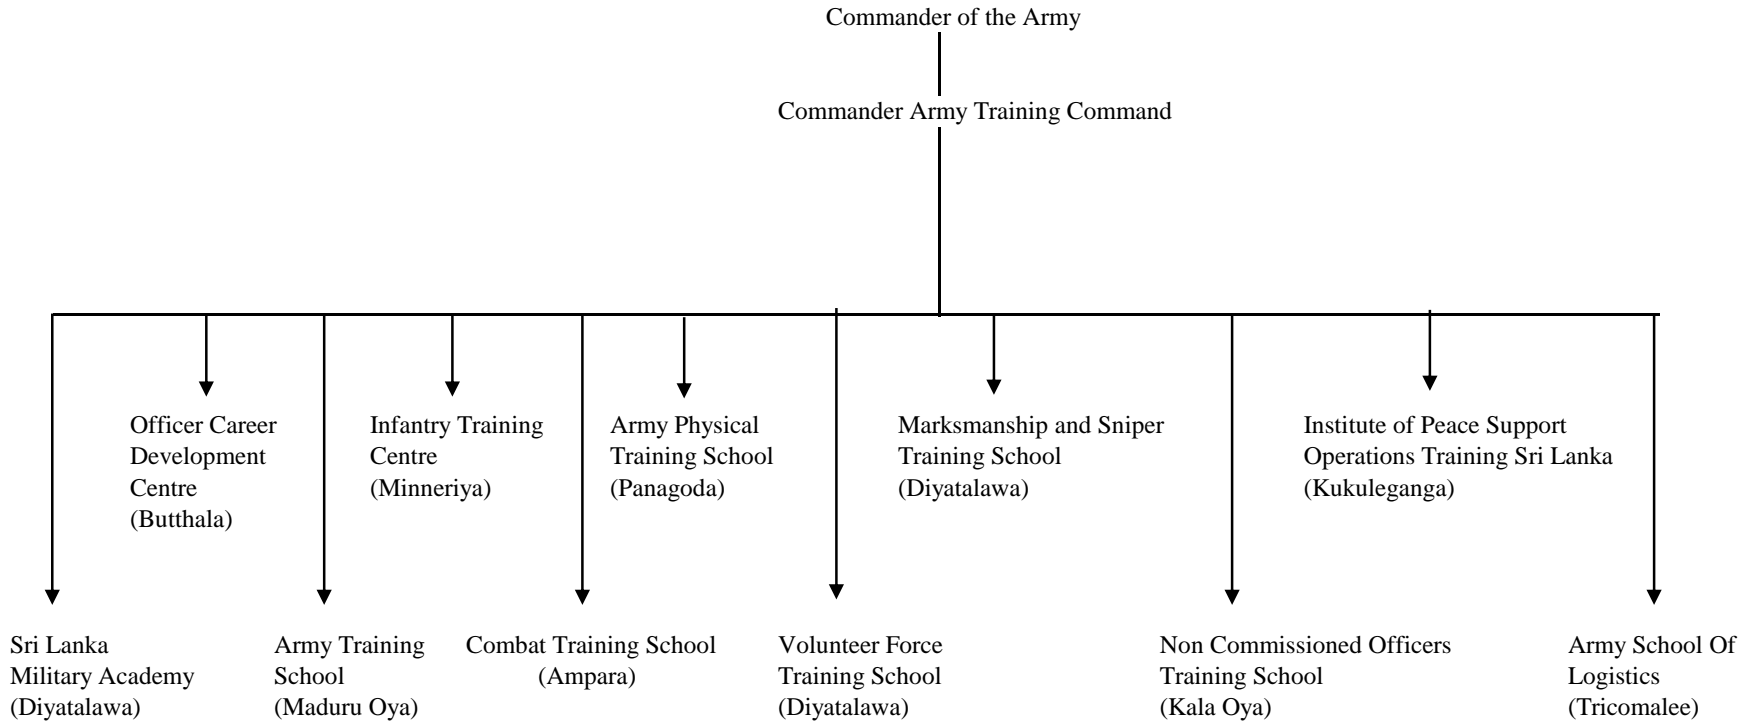 Commander of the Army
Commander Army Training Command
Officer Career
Development
Centre
(Butthala)
Infantry Training
Centre
(Minneriya)
Army Physical
Training School
(Panagoda)
Marksmanship and Sniper
Training School
(Diyatalawa)
Institute of Peace Support
Operations Training Sri Lanka
(Kukuleganga)
Sri Lanka
Military Academy
(Diyatalawa)
Army Training
School
(Maduru Oya)
Combat Training School
(Ampara)
Volunteer Force
Training School
(Diyatalawa)
Non Commissioned Officers
Training School
(Kala Oya)
Army School Of
Logistics
(Tricomalee)